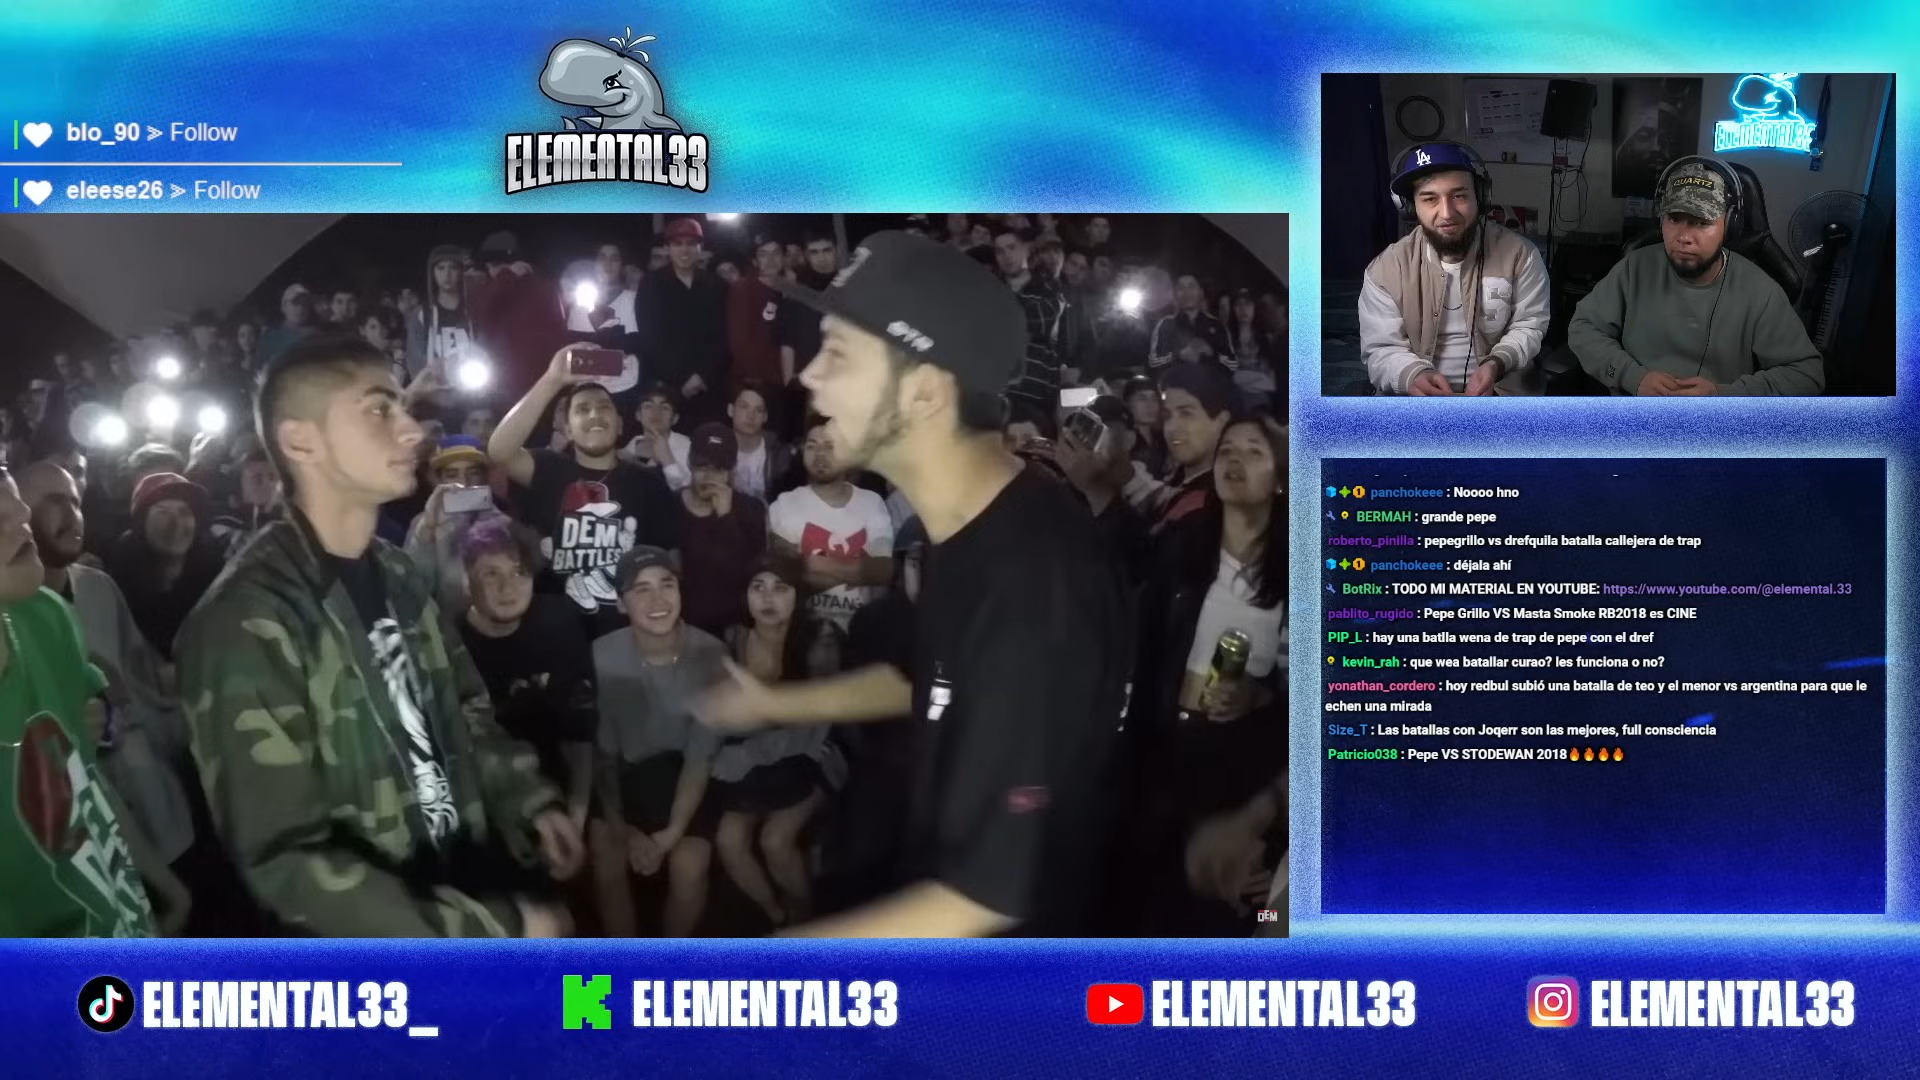 blo_90 > Follow
eleese26 > Follow
ELEMENTAL33
DEM
BATTLES
DEM
LA
QUARTZ
S
ELEMENTAL33
panchokeee : Noooo hno
BERMAH : grande pepe
roberto_pinilla : pepegrillo vs drefquila batalla callejera de trap
panchokeee : déjala ahí
BotRix : TODO MI MATERIAL EN YOUTUBE: https://www.youtube.com/@elemental.33
pablito_rugido : Pepe Grillo VS Masta Smoke RB2018 es CINE
PIP_L : hay una batlla wena de trap de pepe con el dref
kevin_rah : que wea batallar curao? les funciona o no?
yonathan_cordero : hoy redbul subió una batalla de teo y el menor vs argentina para que le
echen una mirada
Size_T : Las batallas con Joqerr son las mejores, full consciencia
Patricio038 : Pepe VS STODEWAN 2018🔥🔥🔥🔥
ELEMENTAL33_
ELEMENTAL33
ELEMENTAL33
ELEMENTAL33